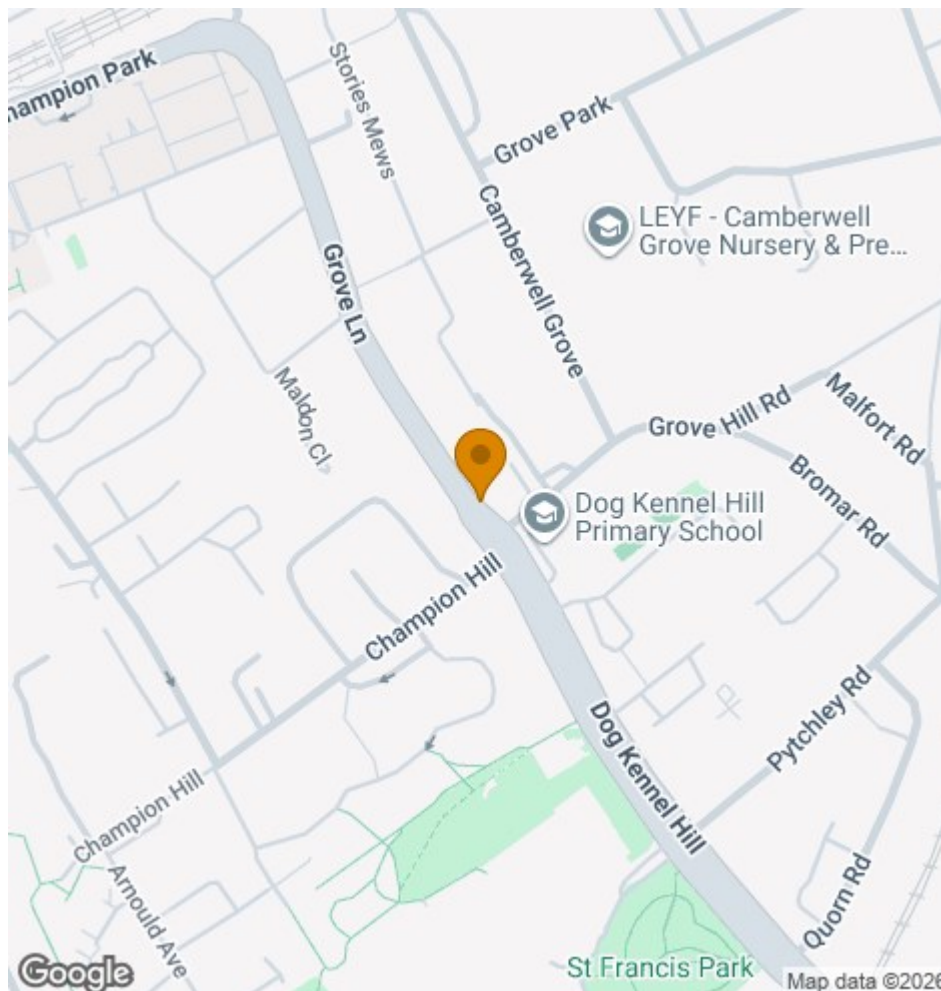 Champion Park
Stories Mews
Grove Park
Camberwell Grove
LEYF - Camberwell
Grove Nursery & Pre...
Grove Ln
Maldon Cl
Grove Hill Rd
Malfort Rd
Bromar Rd
Dog Kennel Hill
Primary School
Champion Hill
Dog Kennel Hill
Pytchley Rd
Champion Hill
Arnould Ave
Quorn Rd
St Francis Park
Google
Map data ©2026